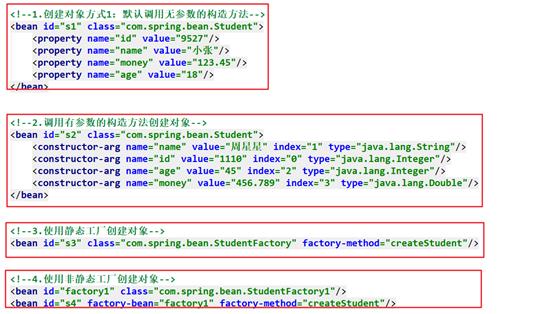 <!--1.创建对象方式1：默认调用无参数的构造方法-->
<bean id="s1" class="com.spring.bean.Student">
<property name="id" value="9527"/>
<property name="name" value="小张"/>
<property name="money" value="123.45"/>
<property name="age" value="18"/>
</bean>
<!--2.调用有参数的构造方法创建对象-->
<bean id="s2" class="com.spring.bean.Student">
<constructor-arg name="name" value="周星星" index="1" type="java.lang.String"/>
<constructor-arg name="id" value="1110" index="0" type="java.lang.Integer"/>
<constructor-arg name="age" value="45" index="2" type="java.lang.Integer"/>
<constructor-arg name="money" value="456.789" index="3" type="java.lang.Double"/>
</bean>
<!--3.使用静态工厂创建对象-->
<bean id="s3" class="com.spring.bean.StudentFactory" factory-method="createStudent"/>
<!--4.使用非静态工厂创建对象-->
<bean id="factory1" class="com.spring.bean.StudentFactory1"/>
<bean id="s4" factory-bean="factory1" factory-method="createStudent"/>